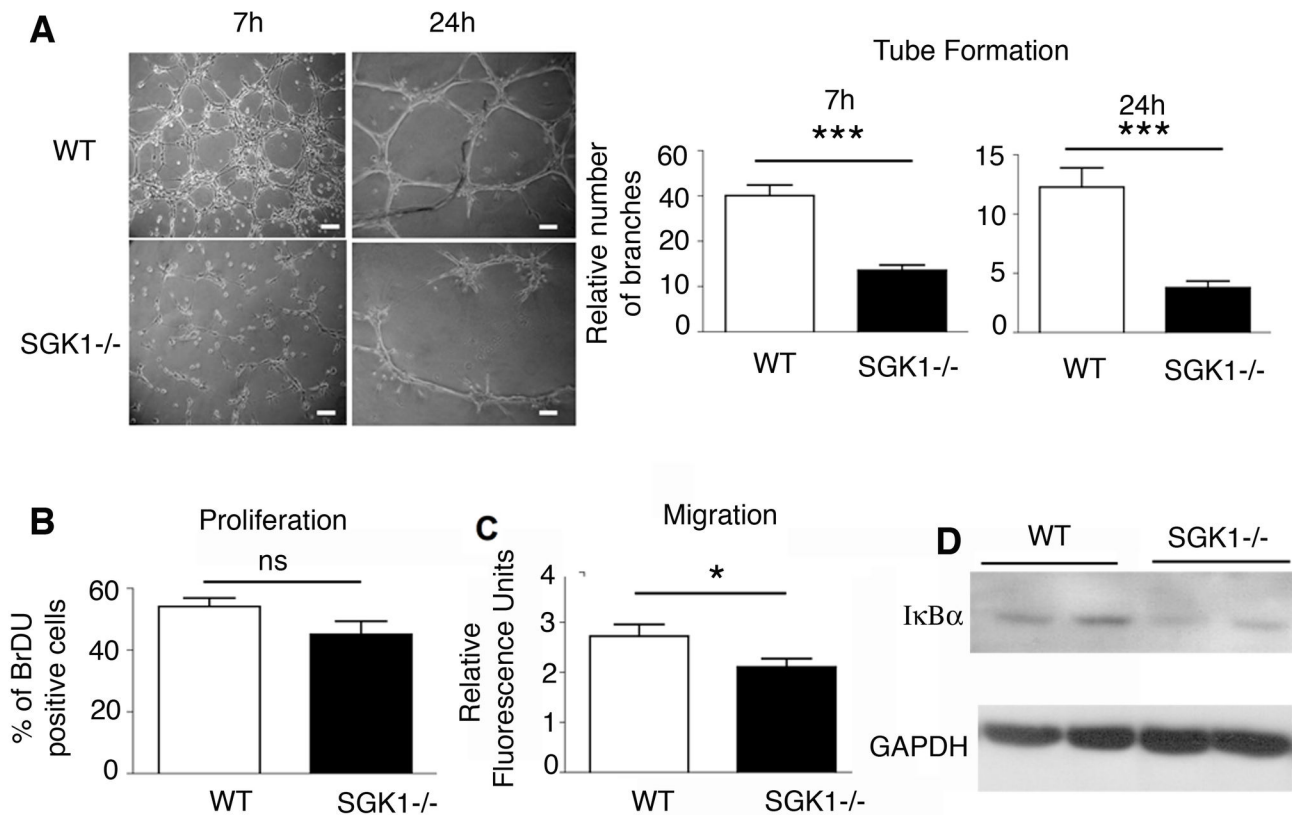 A
7h
24h
WT
SGK1-/-
Tube Formation
7h
***
24h
***
Relative number
of branches
60
40
20
10
0
WT
SGK1-/-
15
10
5
0
WT
SGK1-/-
B
Proliferation
ns
% of BrDU
positive cells
60
40
20
0
WT
SGK1-/-
C
Migration
*
Relative
Fluorescence Units
4
3
2
1
0
WT
SGK1-/-
D
WT
SGK1-/-
IκBα
GAPDH